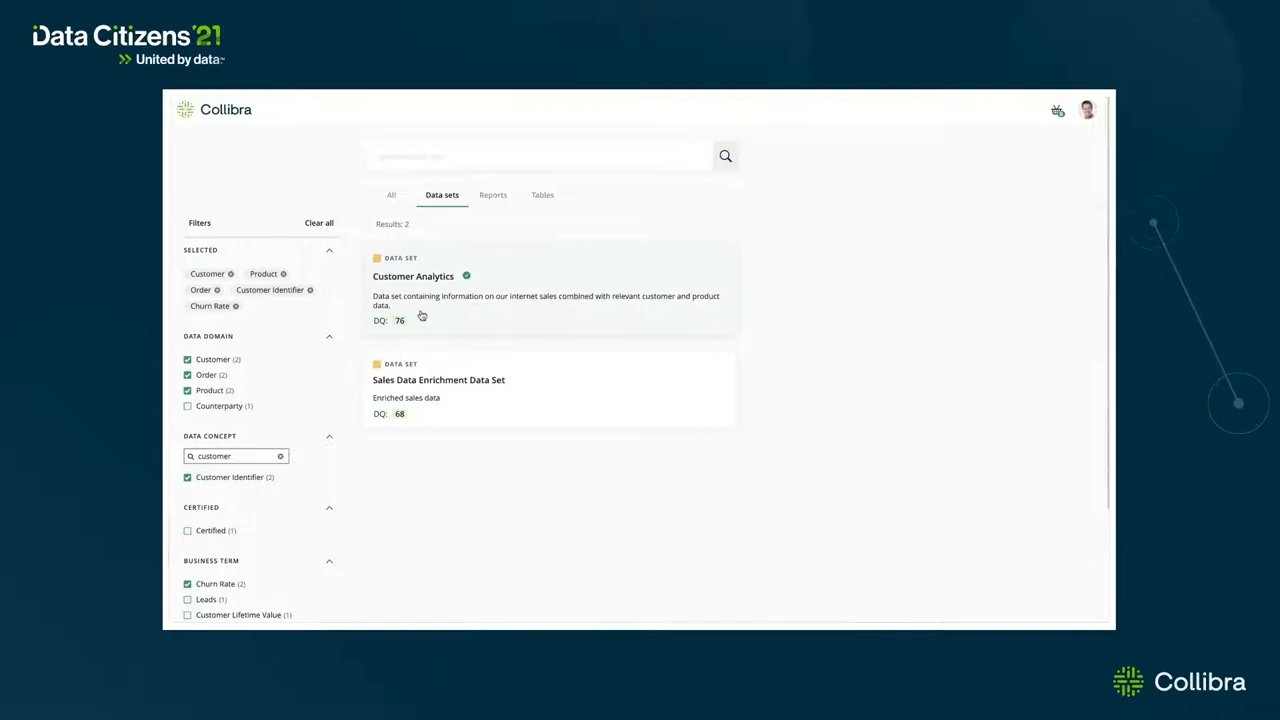 Data Citizens '21
United by data™
Collibra
All
Data sets
Reports
Tables
Filters
Clear all
Results: 2
SELECTED
Customer
Product
Order
Customer Identifier
Churn Rate
DATA SET
Customer Analytics
Data set containing information on our internet sales combined with relevant customer and product
data.
DQ: 76
DATA SET
Sales Data Enrichment Data Set
Enriched sales data
DQ: 68
DATA DOMAIN
Customer (2)
Order (2)
Product (2)
Counterparty (1)
DATA CONCEPT
customer
Customer Identifier (2)
CERTIFIED
Certified (1)
BUSINESS TERM
Churn Rate (2)
Leads (1)
Customer Lifetime Value (1)
Collibra